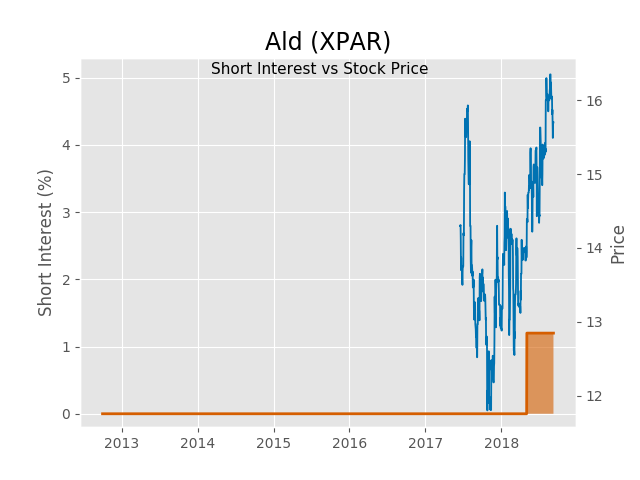 Ald (XPAR)
Short Interest vs Stock Price
Short Interest (%)
5
4
3
2
1
0
Price
16
15
14
13
12
2013 2014 2015 2016 2017 2018